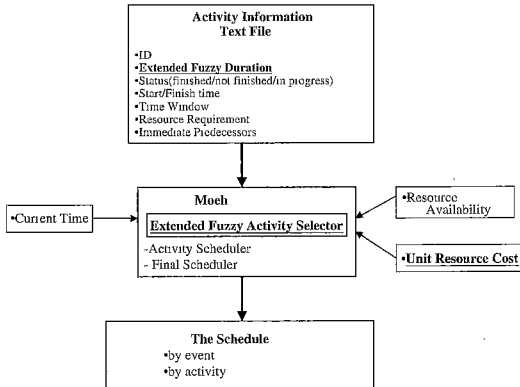 Activity Information
Text File
•ID
•Extended Fuzzy Duration
•Status(finished/not finished/in progress)
•Start/Finish time
•Time Window
•Resource Requirement
•Immediate Predecessors
Moeh
•Current Time
Extended Fuzzy Activity Selector
-Activity Scheduler
- Final Scheduler
•Resource
Availability
•Unit Resource Cost
The Schedule
•by event
•by activity